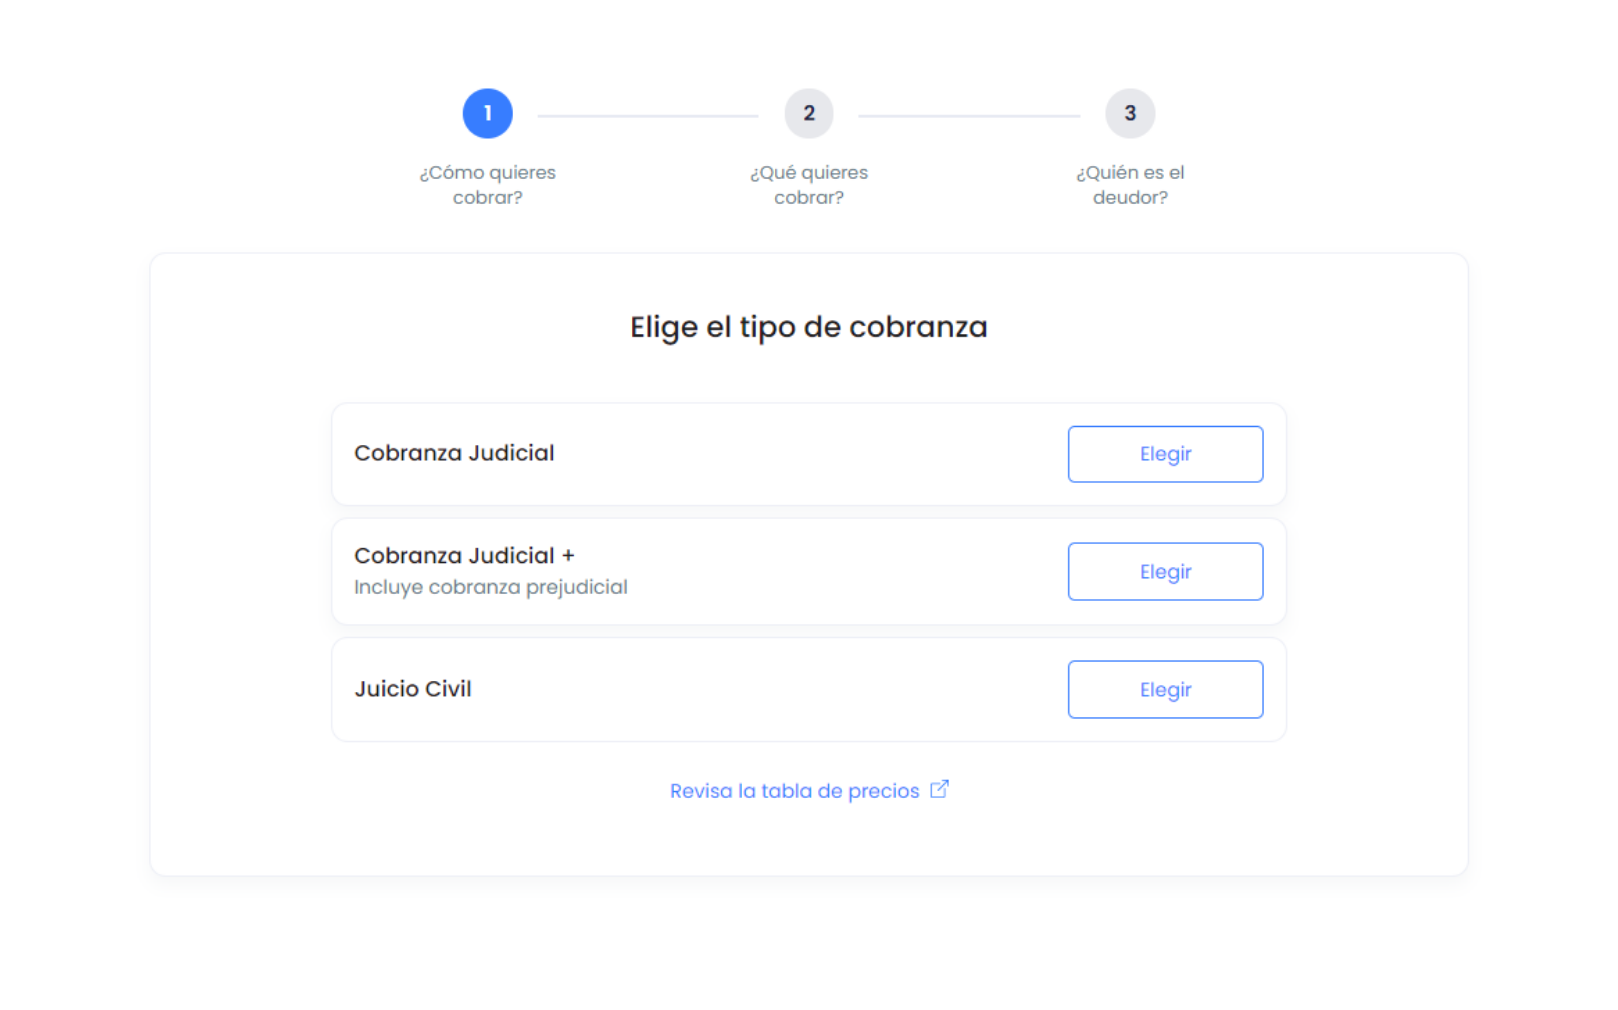 1
2
3
¿Cómo quieres
cobrar?
¿Qué quieres
cobrar?
¿Quién es el
deudor?
Elige el tipo de cobranza
Cobranza Judicial
Elegir
Cobranza Judicial +
Incluye cobranza prejudicial
Elegir
Juicio Civil
Elegir
Revisa la tabla de precios